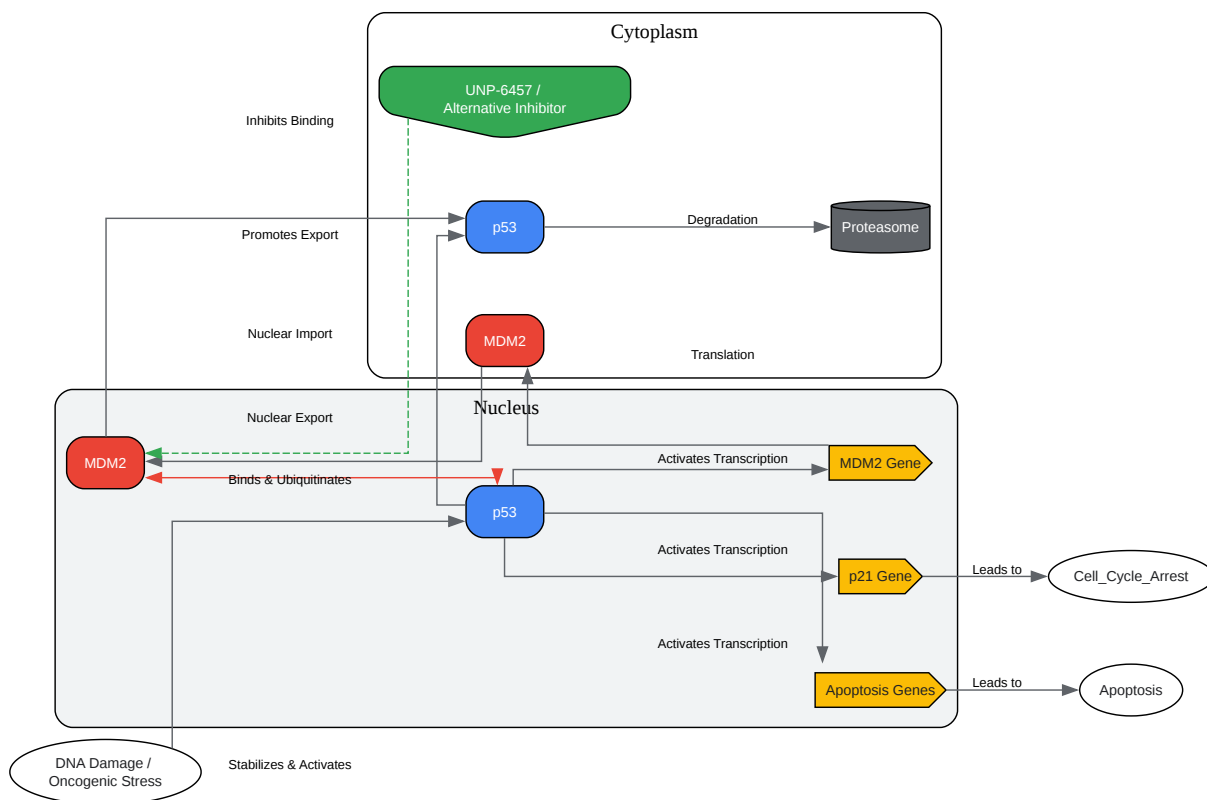 Cytoplasm
UNP-6457 /
Alternative Inhibitor
Inhibits Binding
p53
Degradation
Proteasome
Promotes Export
Nuclear Import
MDM2
Translation
Nucleus
Nuclear Export
MDM2
Activates Transcription
MDM2 Gene
Binds & Ubiquitinates
p53
Activates Transcription
p21 Gene
Leads to
Cell_Cycle_Arrest
Activates Transcription
Apoptosis Genes
Leads to
Apoptosis
DNA Damage /
Oncogenic Stress
Stabilizes & Activates